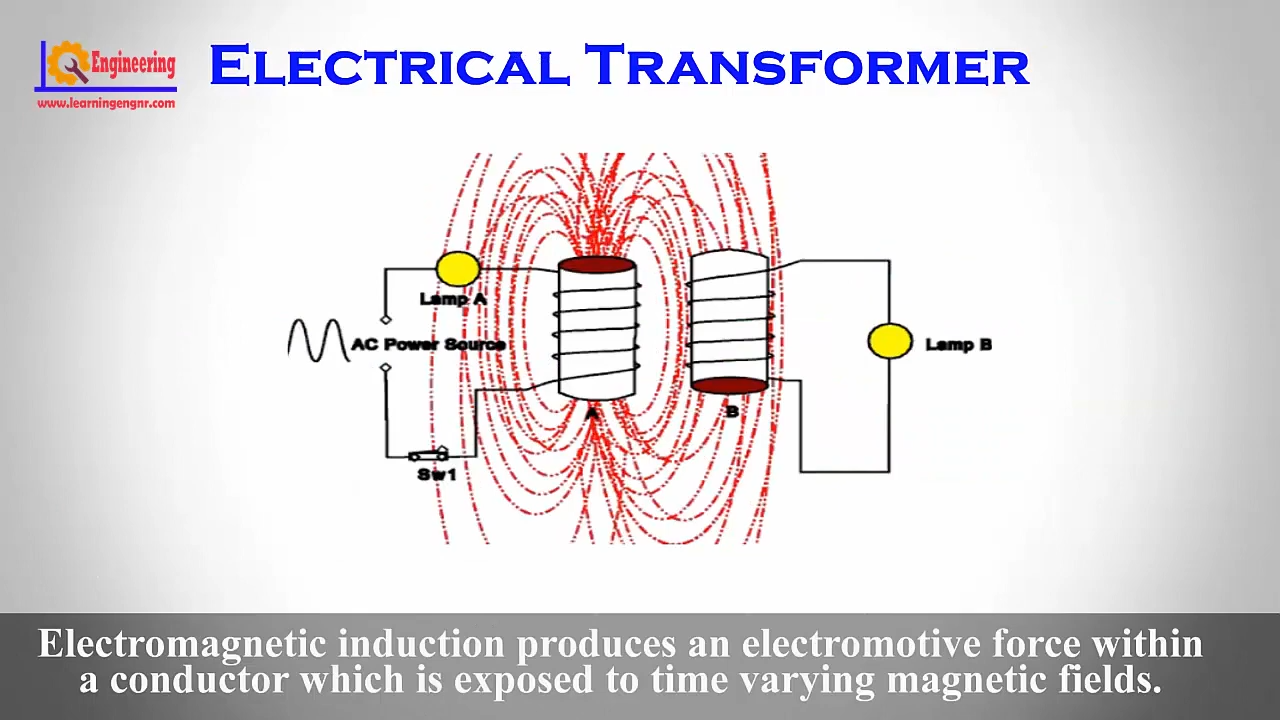 Engineering
www.learningengnr.com
ELECTRICAL TRANSFORMER
Lamp A
AC Power Source
Lamp B
A
B
Sw1
Electromagnetic induction produces an electromotive force within
a conductor which is exposed to time varying magnetic fields.